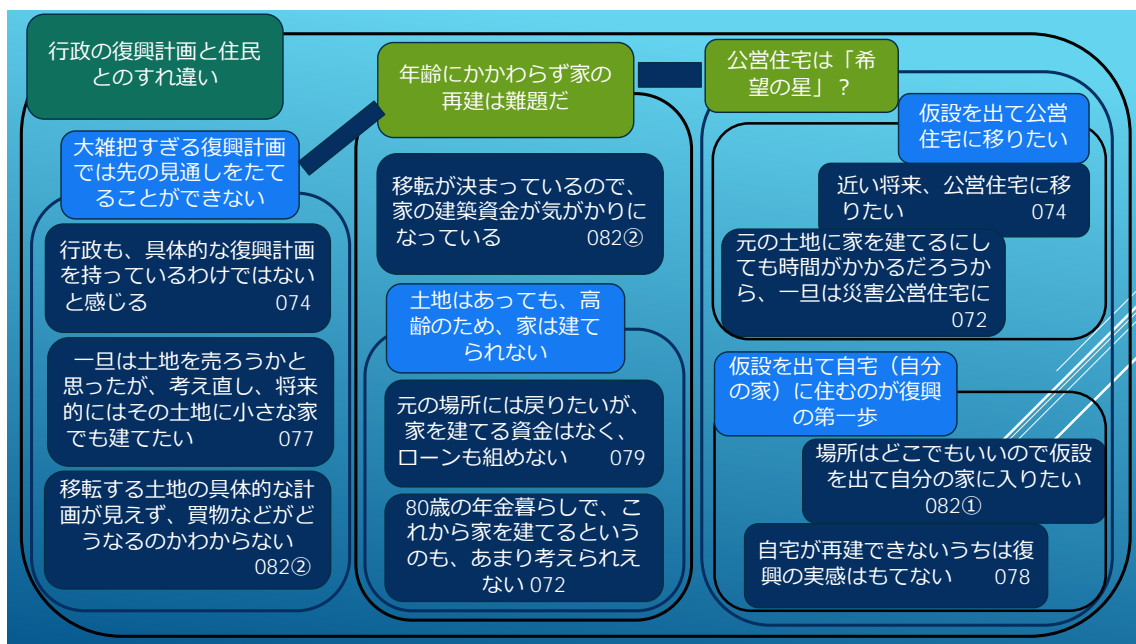 行政の復興計画と住民
とのすれ違い
大雑把すぎる復興計画
では先の見通しをたて
ることができない
行政も、具体的な復興計画
を持っているわけではない
と感じる 074
一旦は土地を売ろうかと
思ったが、考え直し、将来
的にはその土地に小さな家
でも建てたい 077
移転する土地の具体的な計
画が見えず、買物などがど
うなるのかわからない
082②
年齢にかかわらず家の
再建は難題だ
移転が決まっているので、
家の建築資金が気がかりに
なっている 082②
土地はあっても、高
齢のため、家は建て
られない
元の場所には戻りたいが、
家を建てる資金はなく、
ローンも組めない 079
80歳の年金暮らしで、こ
れから家を建てるという
のも、あまり考えられえ
ない 072
公営住宅は「希
望の星」？
仮設を出て公営
住宅に移りたい
近い将来、公営住宅に移
りたい 074
元の土地に家を建てるにし
ても時間がかかるだろうか
ら、一旦は災害公営住宅に
072
仮設を出て自宅（自分
の家）に住むのが復興
の第一歩
場所はどこでもいいので仮設
を出て自分の家に入りたい
082①
自宅が再建できないうちは復
興の実感はもてない 078